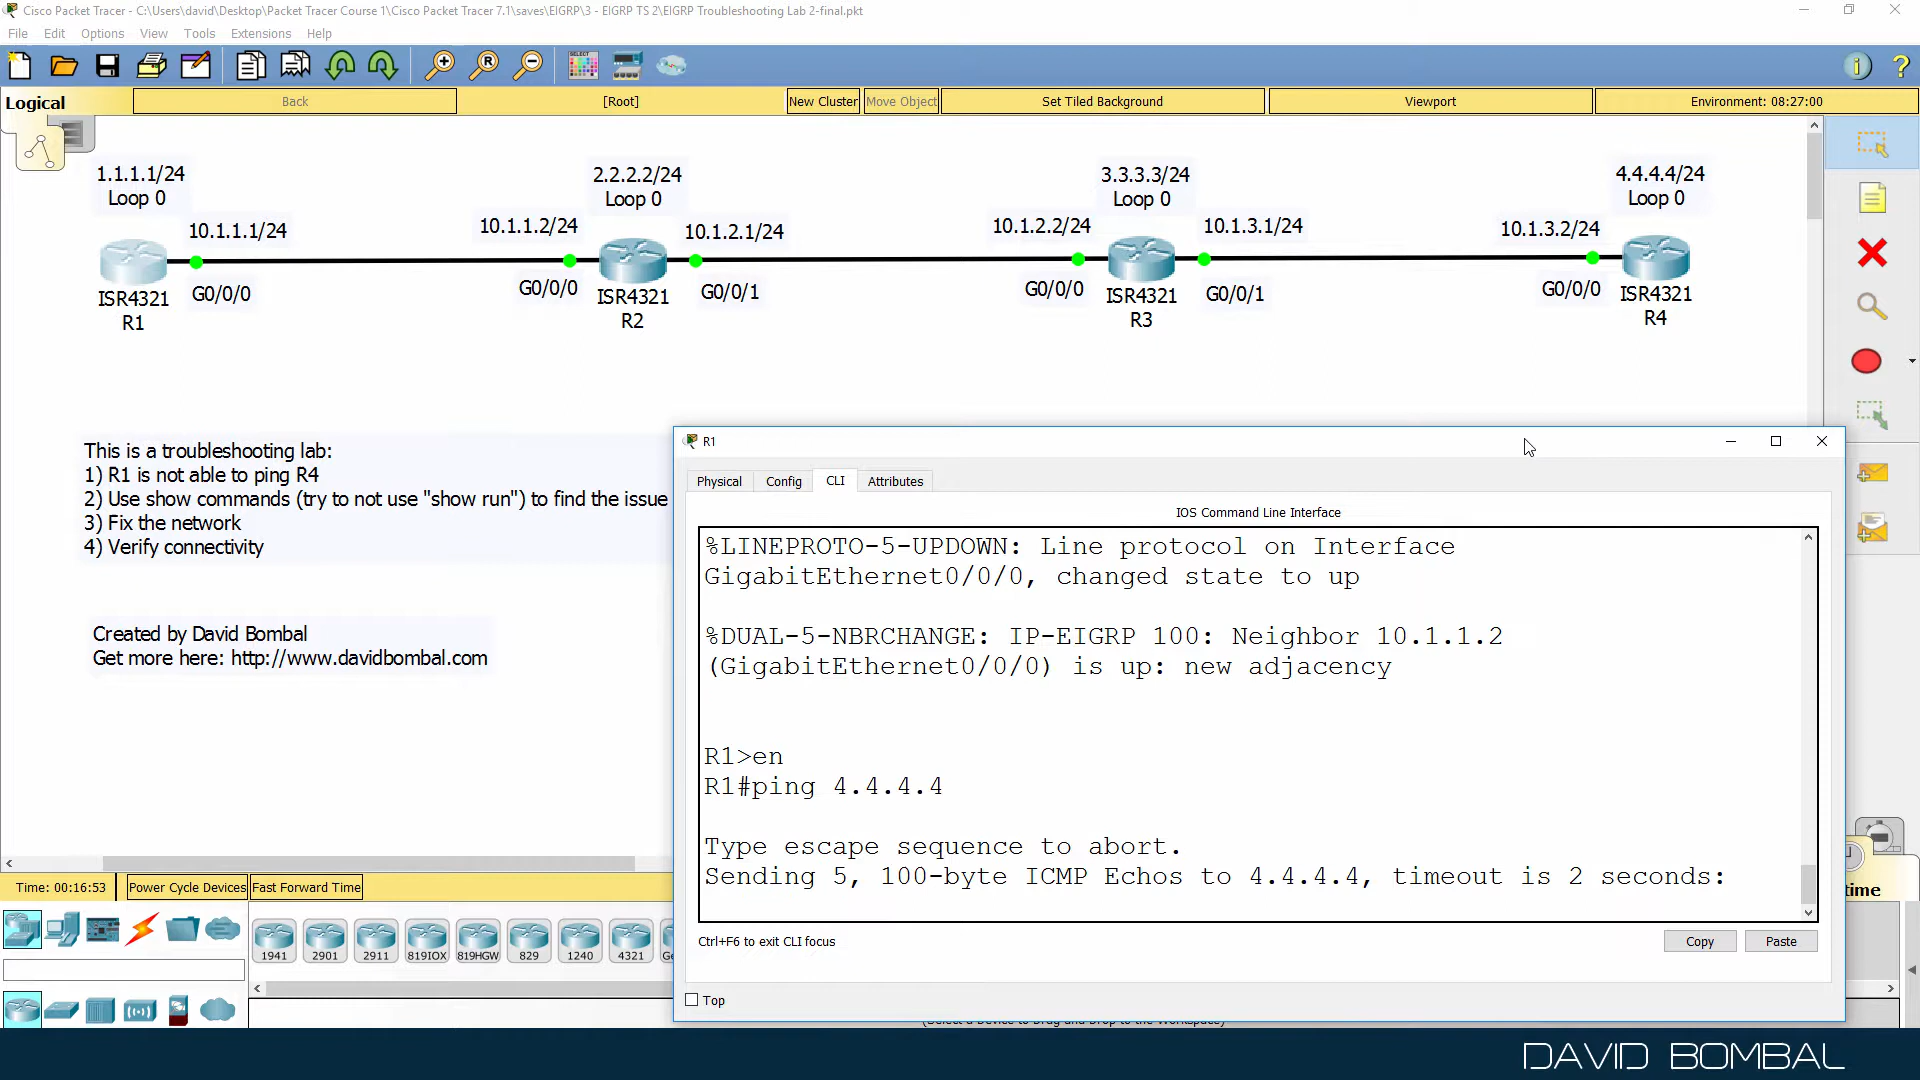 Cisco Packet Tracer - C:\Users\david\Desktop\Packet Tracer Course 1\Cisco Packet Tracer 7.1\saves\EIGRP\3 - EIGRP TS 2\EIGRP Troubleshooting Lab 2-final.pkt
File Edit Options View Tools Extensions Help
Logical Back [Root] New Cluster Move Object Set Tiled Background Viewport Environment: 08:27:00
1.1.1.1/24 2.2.2.2/24 3.3.3.3/24 4.4.4.4/24
Loop 0 Loop 0 Loop 0 Loop 0
10.1.1.1/24 10.1.1.2/24 10.1.2.1/24 10.1.2.2/24 10.1.3.1/24 10.1.3.2/24
ISR4321 G0/0/0 G0/0/0 ISR4321 G0/0/1 G0/0/0 ISR4321 G0/0/1 G0/0/0 ISR4321
R1 R2 R3 R4
This is a troubleshooting lab:
1) R1 is not able to ping R4
2) Use show commands (try to not use "show run") to find the issue
3) Fix the network
4) Verify connectivity
Created by David Bombal
Get more here: http://www.davidbombal.com
R1
Physical Config CLI Attributes
IOS Command Line Interface
%LINEPROTO-5-UPDOWN: Line protocol on Interface
GigabitEthernet0/0/0, changed state to up
%DUAL-5-NBRCHANGE: IP-EIGRP 100: Neighbor 10.1.1.2
(GigabitEthernet0/0/0) is up: new adjacency
R1>en
R1#ping 4.4.4.4
Type escape sequence to abort.
Sending 5, 100-byte ICMP Echos to 4.4.4.4, timeout is 2 seconds:
Ctrl+F6 to exit CLI focus
Copy Paste
Top
Time: 00:16:53 Power Cycle Devices Fast Forward Time
1941 2901 2911 819IOX 819HGW 829 1240 4321
DAVID BOMBAL